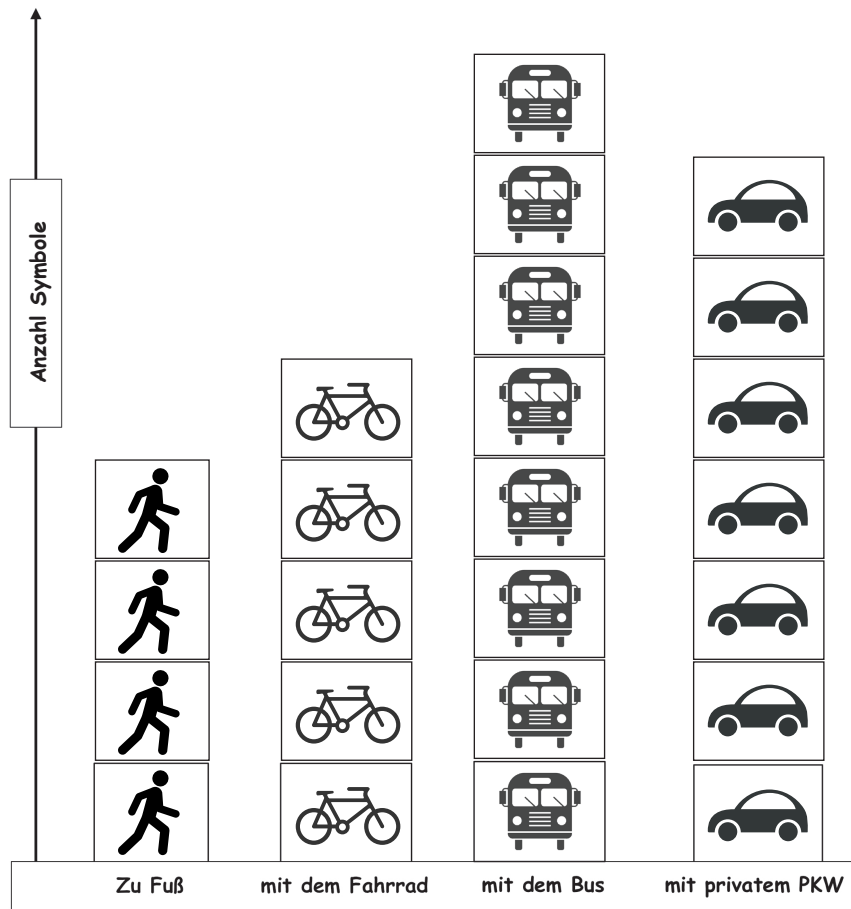 Anzahl Symbole
Zu Fuß
mit dem Fahrrad
mit dem Bus
mit privatem PKW